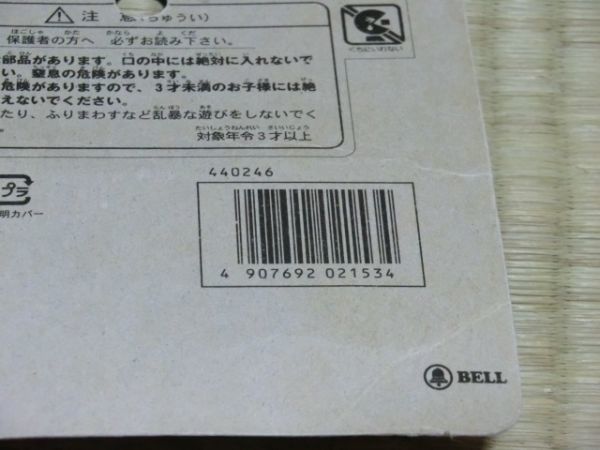 ⚠ 注 意(ちゅうい)
保護者の方へ 必ずお読み下さい。
部品があります。口の中には絶対に入れないで
い。窒息の危険があります。
危険がありますので、3才未満のお子様には絶
えないでください。
たり、ふりまわすなど乱暴な遊びをしないでく
対象年令3才以上
くちにいれない
440246
4 907692 021534
プラ
明カバー
BELL